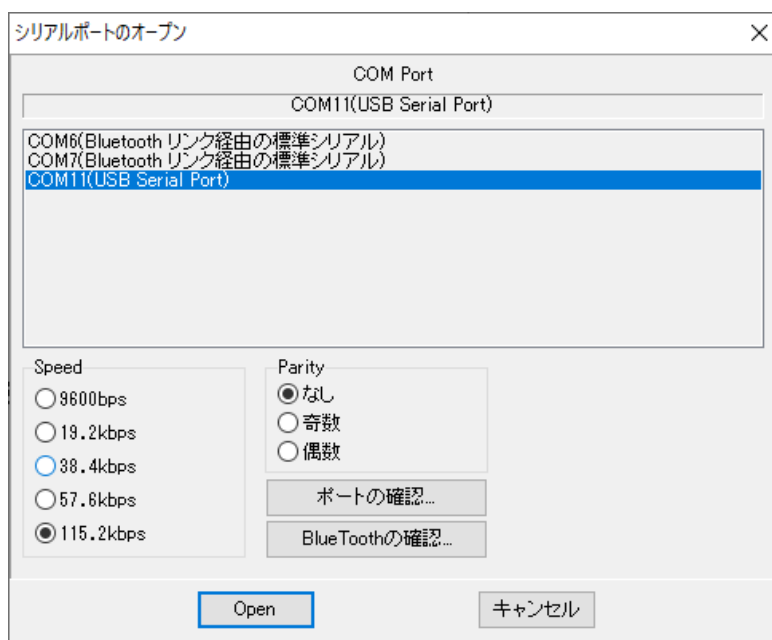 シリアルポートのオープン
COM Port
COM11(USB Serial Port)
COM6(Bluetooth リンク経由の標準シリアル)
COM7(Bluetooth リンク経由の標準シリアル)
COM11(USB Serial Port)
Speed
9600bps
19.2kbps
38.4kbps
57.6kbps
115.2kbps
Parity
なし
奇数
偶数
ポートの確認...
BlueToothの確認...
Open
キャンセル